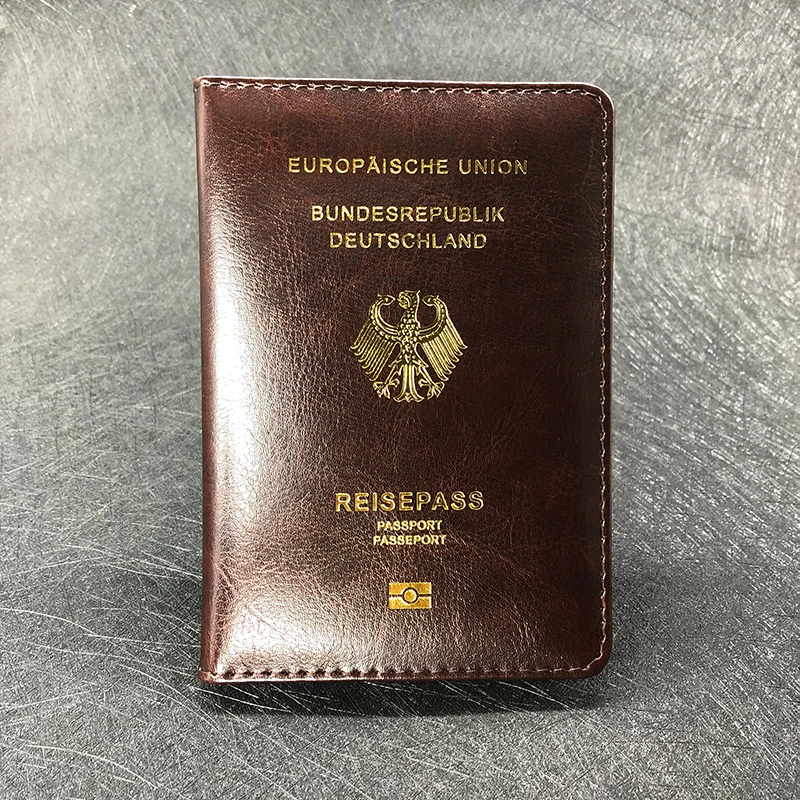 EUROPÄISCHE UNION
BUNDESREPUBLIK
DEUTSCHLAND
REISEPASS
PASSPORT
PASSEPORT